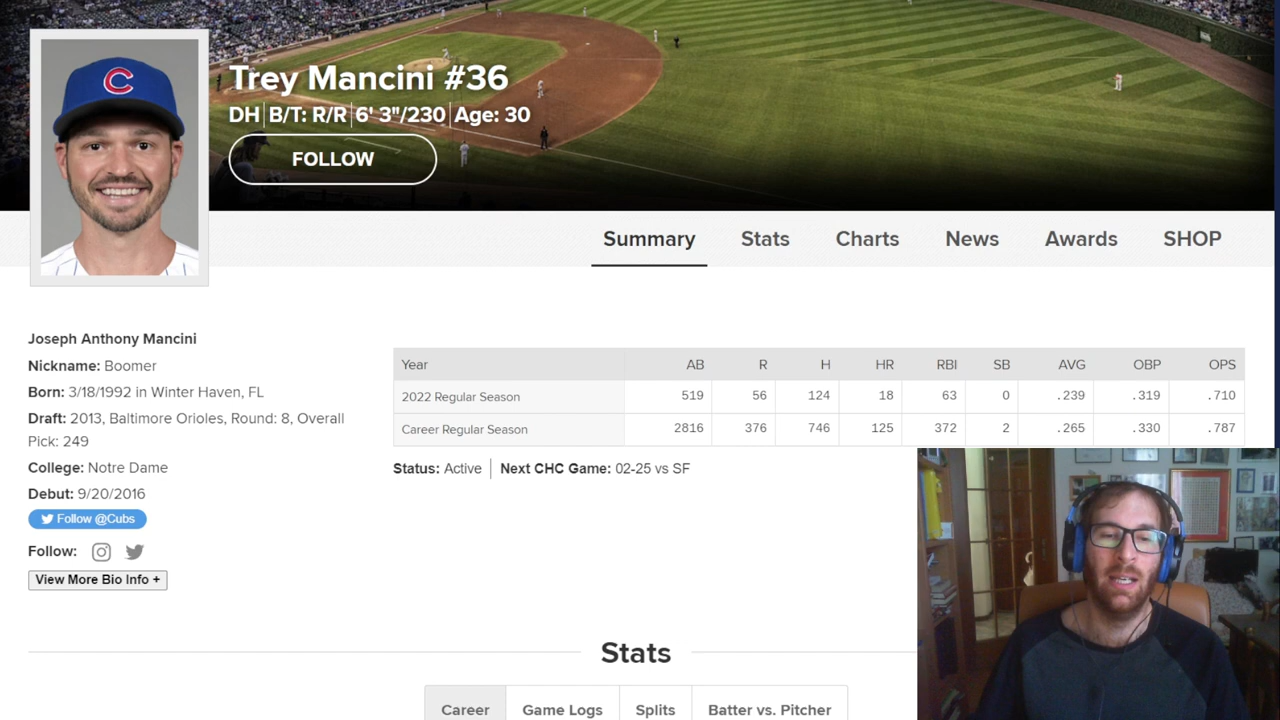 Trey Mancini #36
DH B/T: R/R 6' 3"/230 Age: 30
FOLLOW
Summary Stats Charts News Awards SHOP
Joseph Anthony Mancini
Nickname: Boomer
Born: 3/18/1992 in Winter Haven, FL
Draft: 2013, Baltimore Orioles, Round: 8, Overall
Pick: 249
College: Notre Dame
Debut: 9/20/2016
Follow @Cubs
Follow:
View More Bio Info +
Year AB R H HR RBI SB AVG OBP OPS
2022 Regular Season 519 56 124 18 63 0 .239 .319 .710
Career Regular Season 2816 376 746 125 372 2 .265 .330 .787
Status: Active Next CHC Game: 02-25 vs SF
Stats
Career Game Logs Splits Batter vs. Pitcher